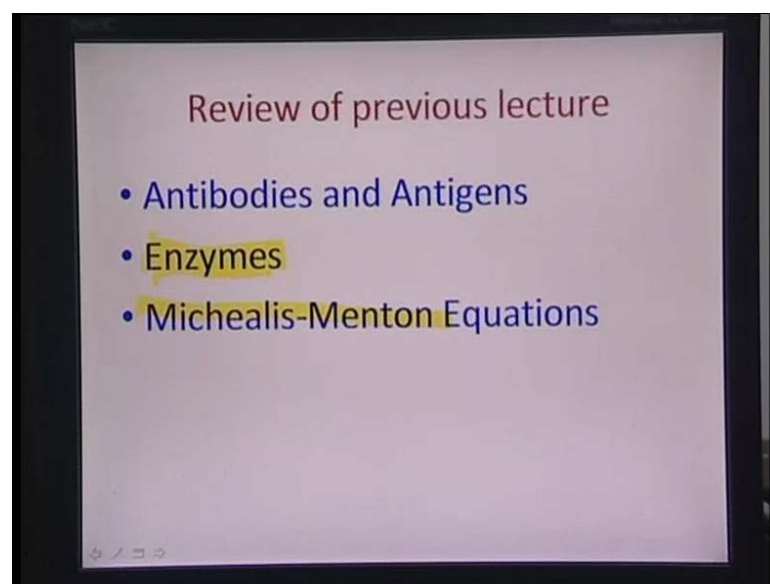 Review of previous lecture
• Antibodies and Antigens
• Enzymes
• Michealis-Menton Equations